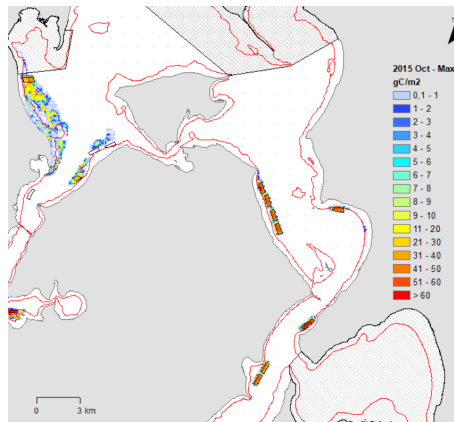 2015 Oct - Max
gC/m2
0,1 - 1
1 - 2
2 - 3
3 - 4
4 - 5
5 - 6
6 - 7
7 - 8
8 - 9
9 - 10
11 - 20
21 - 30
31 - 40
41 - 50
51 - 60
> 60
0 3 km